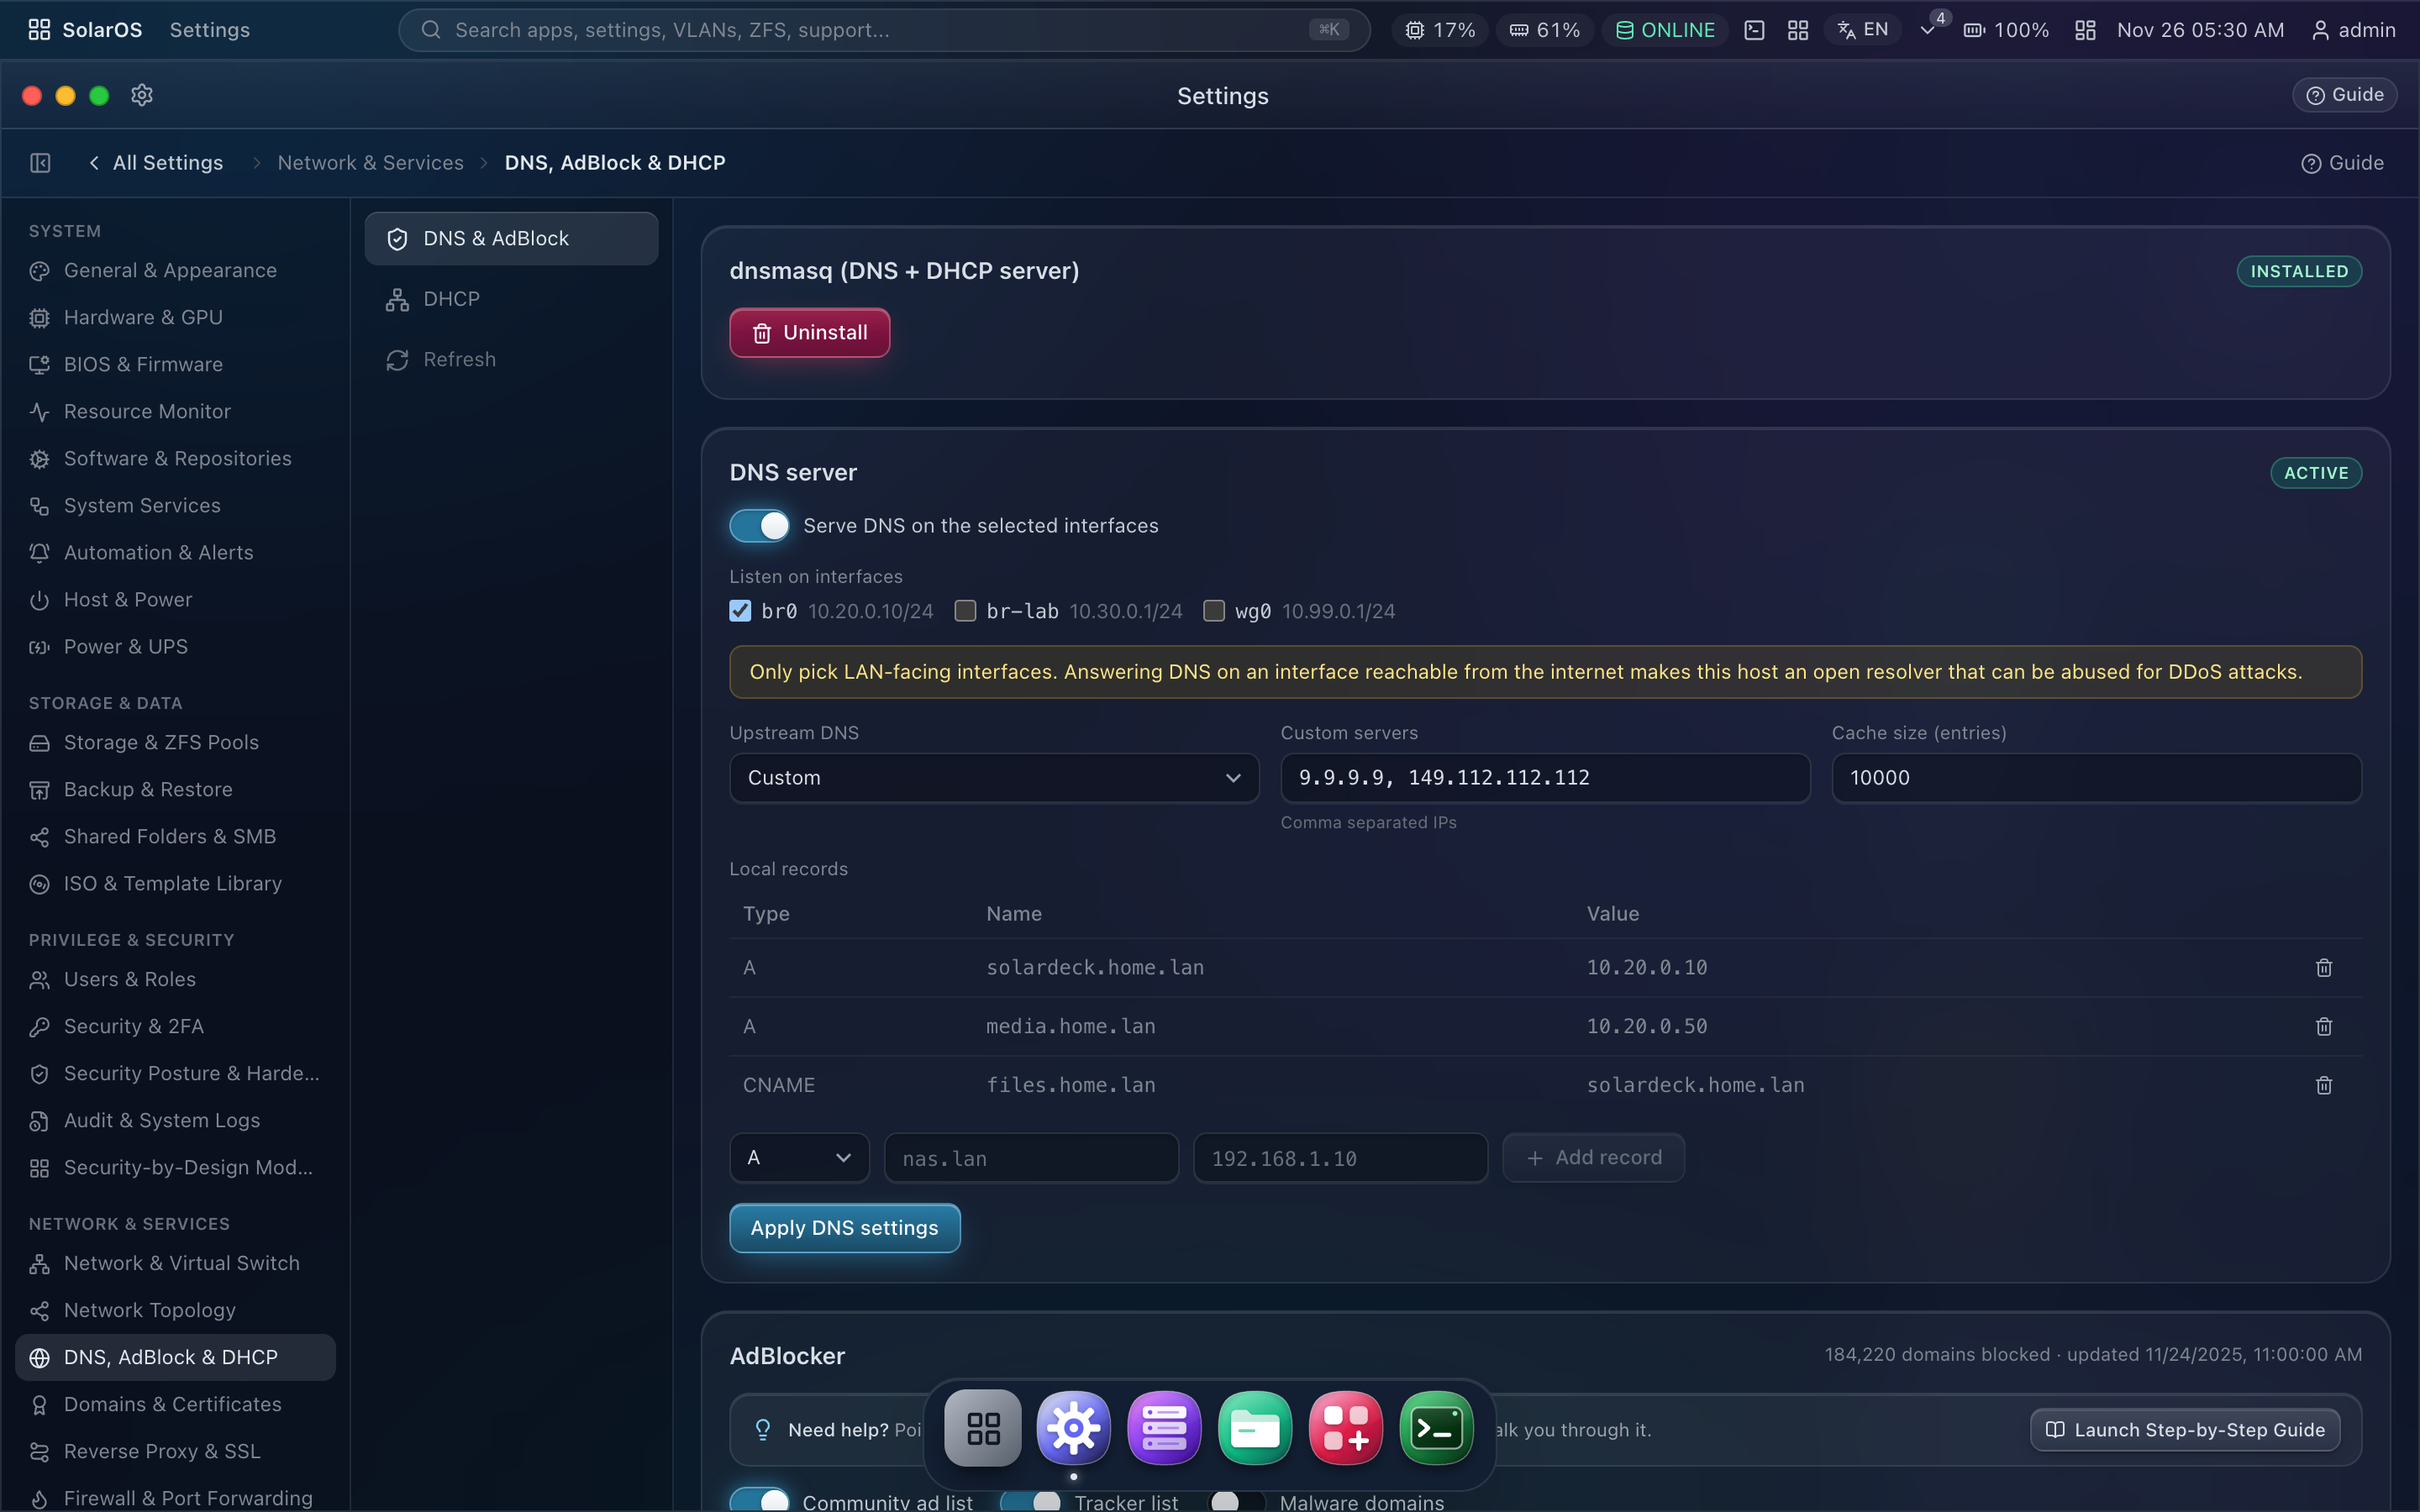 SolarOS Settings Search apps, settings, VLANs, ZFS, support... ⌘K 17% 61% ONLINE EN 4 100% Nov 26 05:30 AM admin
Settings Guide
All Settings Network & Services DNS, AdBlock & DHCP Guide
SYSTEM
General & Appearance
Hardware & GPU
BIOS & Firmware
Resource Monitor
Software & Repositories
System Services
Automation & Alerts
Host & Power
Power & UPS
STORAGE & DATA
Storage & ZFS Pools
Backup & Restore
Shared Folders & SMB
ISO & Template Library
PRIVILEGE & SECURITY
Users & Roles
Security & 2FA
Security Posture & Harde...
Audit & System Logs
Security-by-Design Mod...
NETWORK & SERVICES
Network & Virtual Switch
Network Topology
DNS, AdBlock & DHCP
Domains & Certificates
Reverse Proxy & SSL
Firewall & Port Forwarding
DNS & AdBlock
DHCP
Refresh
dnsmasq (DNS + DHCP server) INSTALLED
Uninstall
DNS server ACTIVE
Serve DNS on the selected interfaces
Listen on interfaces
br0 10.20.0.10/24 br-lab 10.30.0.1/24 wg0 10.99.0.1/24
Only pick LAN-facing interfaces. Answering DNS on an interface reachable from the internet makes this host an open resolver that can be abused for DDoS attacks.
Upstream DNS Custom servers Cache size (entries)
Custom 9.9.9.9, 149.112.112.112 10000
Comma separated IPs
Local records
Type Name Value
A solardeck.home.lan 10.20.0.10
A media.home.lan 10.20.0.50
CNAME files.home.lan solardeck.home.lan
A nas.lan 192.168.1.10 Add record
Apply DNS settings
AdBlocker 184,220 domains blocked · updated 11/24/2025, 11:00:00 AM
Need help? Poi alk you through it. Launch Step-by-Step Guide
Community ad list Tracker list Malware domains